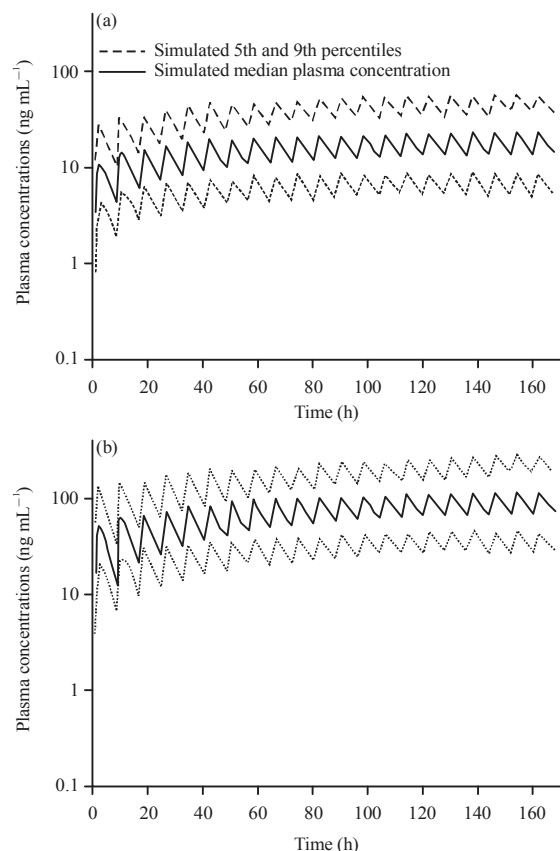 (a)
Simulated 5th and 9th percentiles
Simulated median plasma concentration
Plasma concentrations (ng mL−1)
100
10
1
0.1
0 20 40 60 80 100 120 140 160
Time (h)
(b)
Plasma concentrations (ng mL−1)
100
10
1
0.1
0 20 40 60 80 100 120 140 160
Time (h)